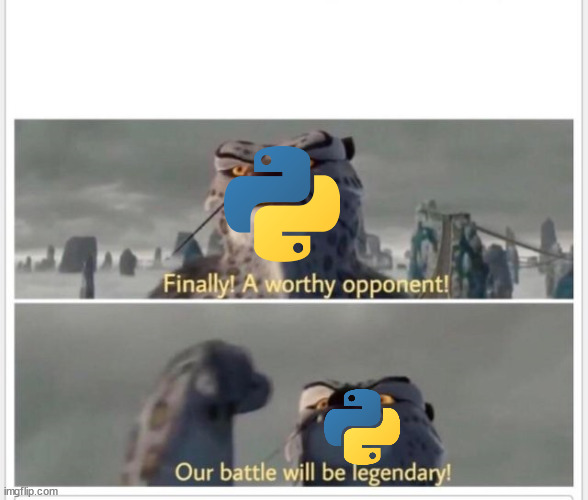 Finally! A worthy opponent!
Our battle will be legendary!
imgflip.com